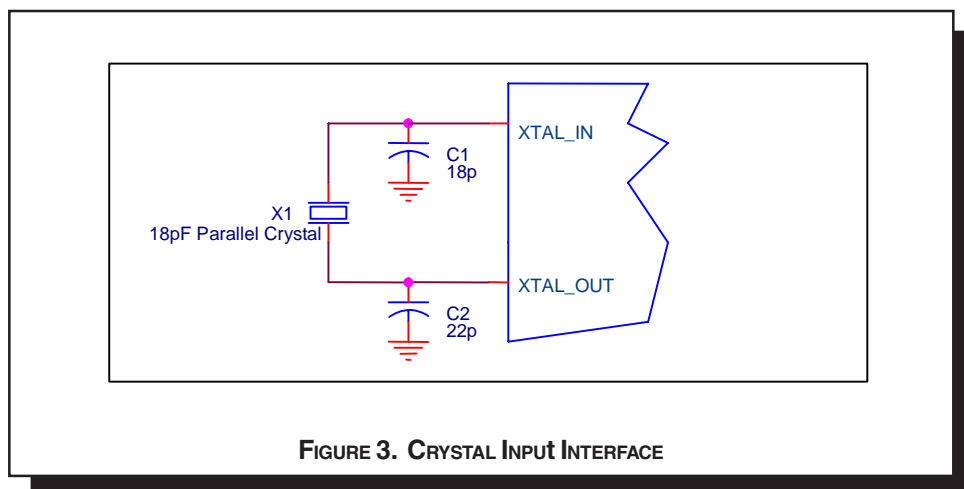 XTAL_IN
C1
18p
X1
18pF Parallel Crystal
XTAL_OUT
C2
22p
FIGURE 3. CRYSTAL INPUt INTERFACE